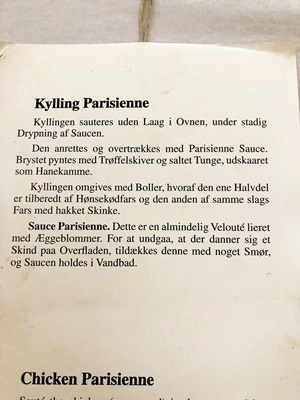 Kylling Parisienne
Kyllingen sauteres uden Laag i Ovnen, under stadig
Drypning af Saucen.
Den anrettes og overtrækkes med Parisienne Sauce.
Brystet pyntes med Trøffelskiver og saltet Tunge, udskaaret
som Hanekamme.
Kyllingen omgives med Boller, hvoraf den ene Halvdel
er tilberedt af Hønsekødfars og den anden af samme slags
Fars med hakket Skinke.
Sauce Parisienne. Dette er en almindelig Velouté lieret
med Æggeblommer. For at undgaa, at der danner sig et
Skind paa Overfladen, tildækkes denne med noget Smør,
og Saucen holdes i Vandbad.
Chicken Parisienne